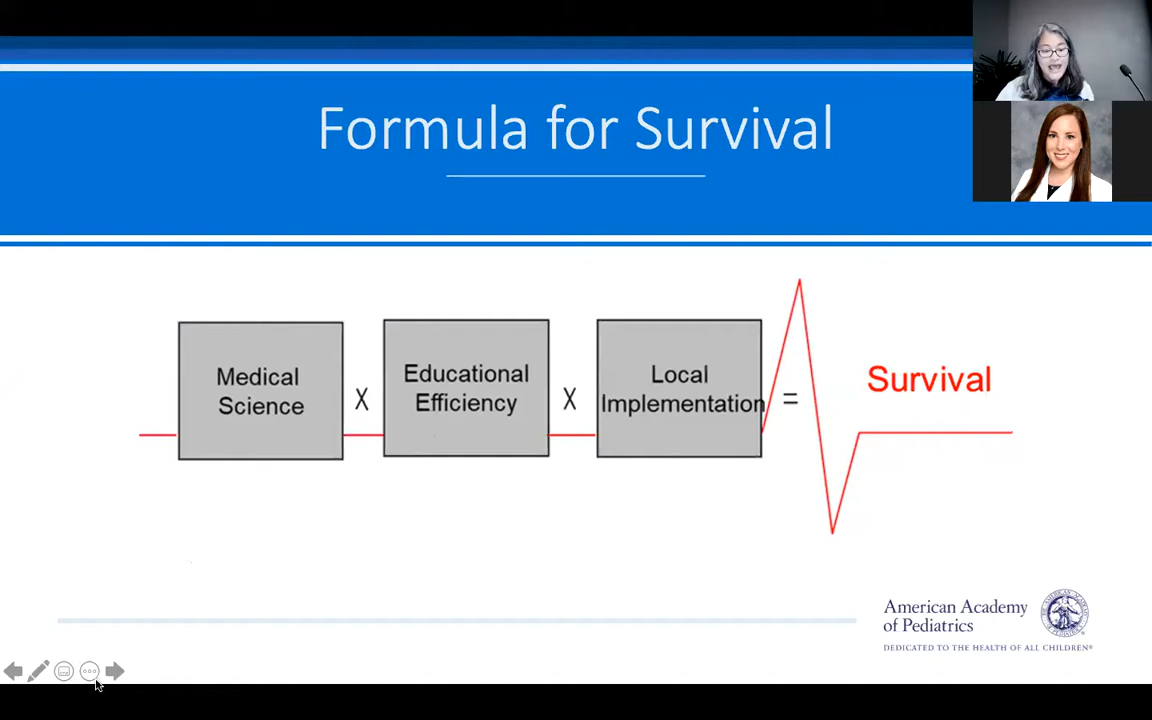 Formula for Survival
Medical
Science
X
Educational
Efficiency
X
Local
Implementation
=
Survival
American Academy
of Pediatrics
DEDICATED TO THE HEALTH OF ALL CHILDREN®